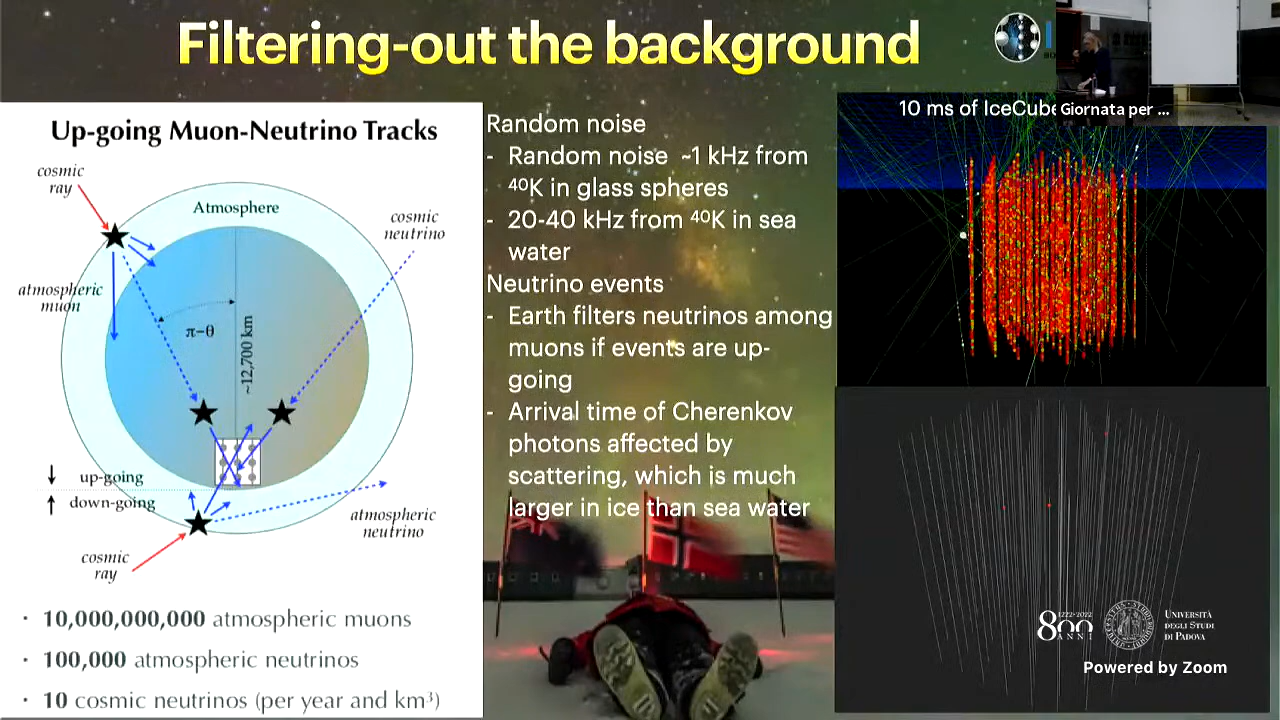 Filtering-out the background
Up-going Muon-Neutrino Tracks
cosmic
ray
Atmosphere
cosmic
neutrino
atmospheric
muon
π−θ
~12,700 km
up-going
down-going
atmospheric
neutrino
cosmic
ray
· 10,000,000,000 atmospheric muons
· 100,000 atmospheric neutrinos
· 10 cosmic neutrinos (per year and km³)
Random noise
- Random noise ~1 kHz from
⁴⁰K in glass spheres
- 20-40 kHz from ⁴⁰K in sea
water
Neutrino events
- Earth filters neutrinos among
muons if events are up-
going
- Arrival time of Cherenkov
photons affected by
scattering, which is much
larger in ice than sea water
10 ms of IceCube
Giornata per ...
1222·2022
800
ANNI
UNIVERSITÀ
DEGLI STUDI
DI PADOVA
Powered by Zoom